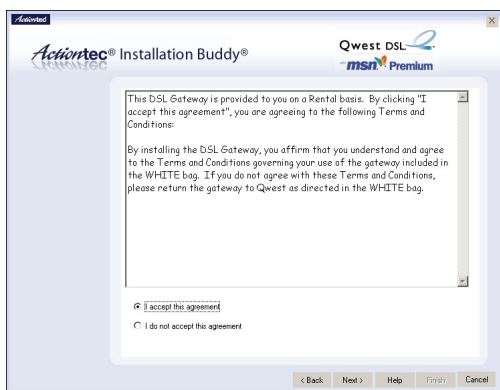 Actiontec
Actiontec® Installation Buddy®
Qwest DSL
msn Premium
This DSL Gateway is provided to you on a Rental basis. By clicking "I
accept this agreement", you are agreeing to the following Terms and
Conditions:
By installing the DSL Gateway, you affirm that you understand and agree
to the Terms and Conditions governing your use of the gateway included in
the WHITE bag. If you do not agree with these Terms and Conditions,
please return the gateway to Qwest as directed in the WHITE bag.
I accept this agreement
I do not accept this agreement
< Back Next > Help Finish Cancel